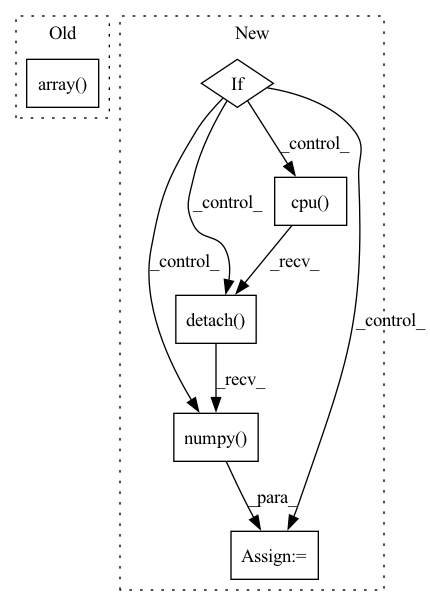 Old
New
array()
If
_control_
cpu()
_control_
_recv_
_control_
_control_
detach()
_recv_
numpy()
_para_
Assign:=